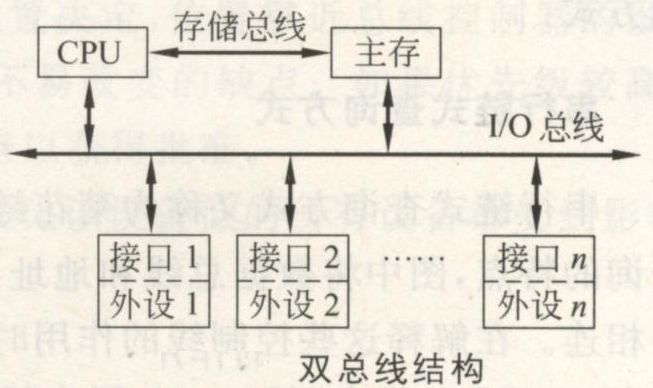 存储总线
CPU
主存
I/O 总线
接口 1
外设 1
接口 2
外设 2
……
接口 n
外设 n
双总线结构